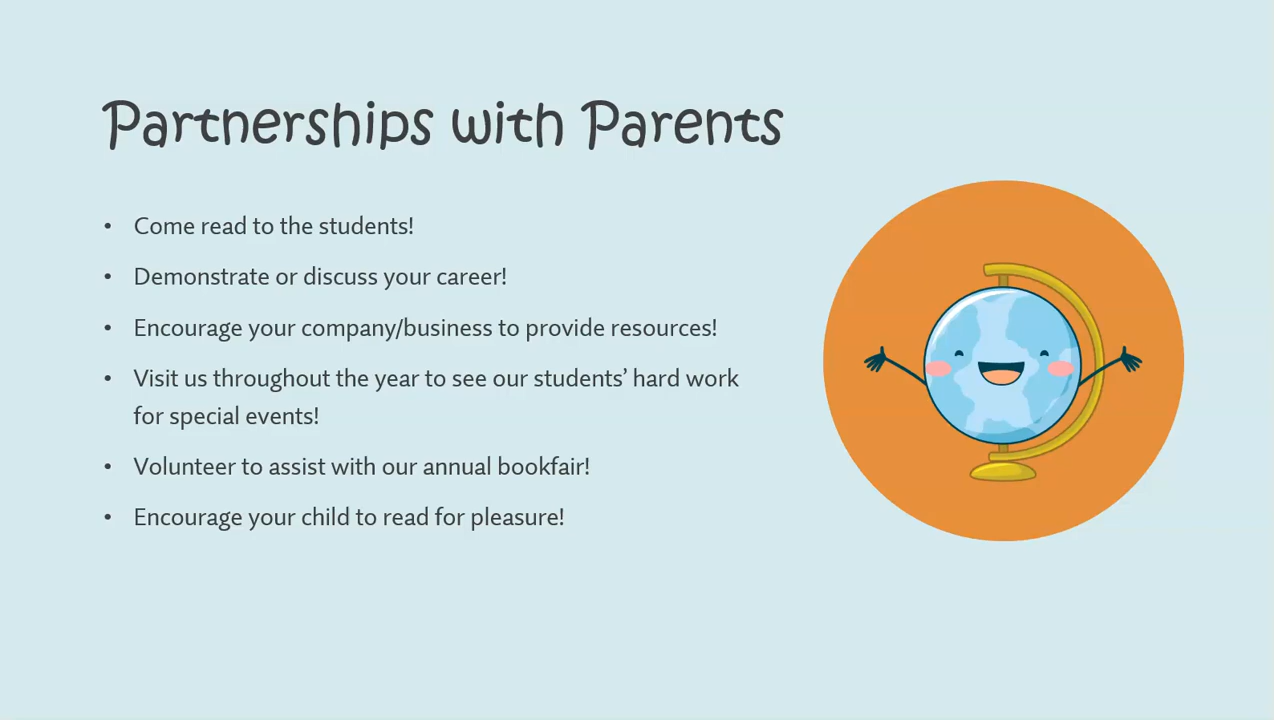 Partnerships with Parents
• Come read to the students!
• Demonstrate or discuss your career!
• Encourage your company/business to provide resources!
• Visit us throughout the year to see our students’ hard work
for special events!
• Volunteer to assist with our annual bookfair!
• Encourage your child to read for pleasure!